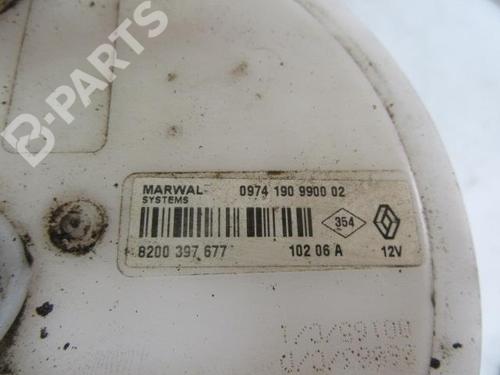 B-PARTS
MARWAL 0974 190 9900 02
SYSTEMS
354
8200 397 677 102 06 A 12V